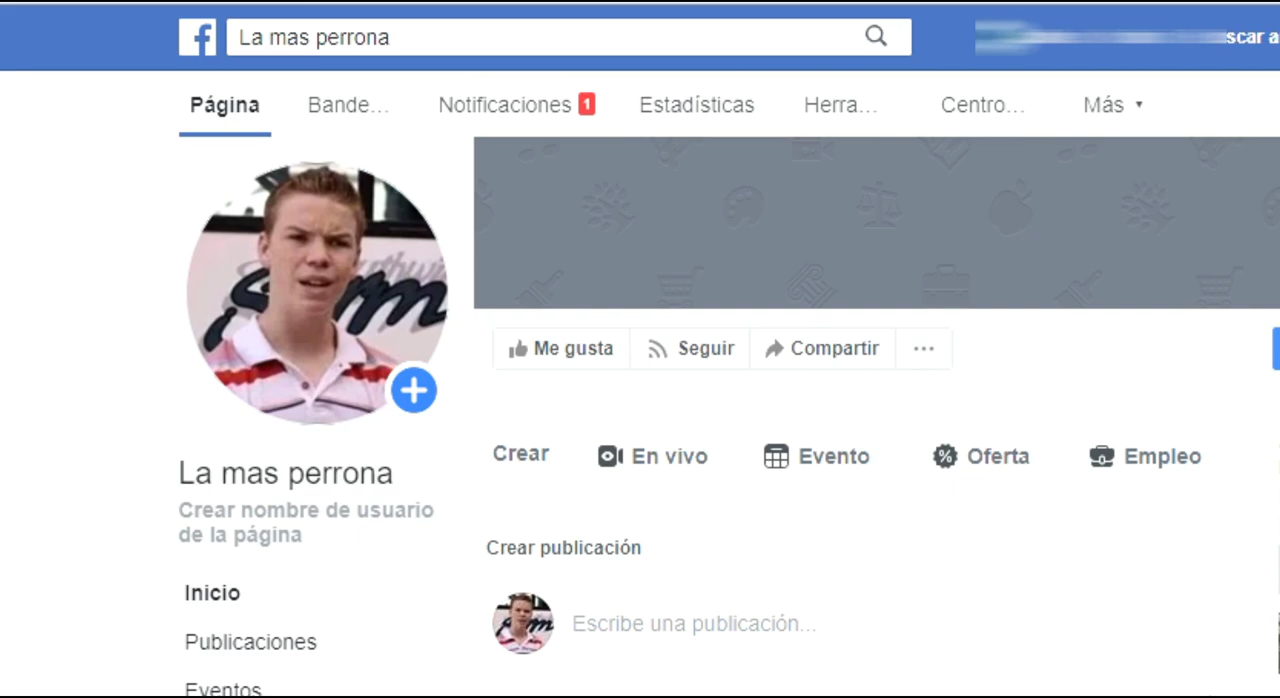 La mas perrona
scar a
Página Bande... Notificaciones 1 Estadísticas Herra... Centro... Más
Me gusta Seguir Compartir ...
Crear En vivo Evento Oferta Empleo
La mas perrona
Crear nombre de usuario
de la página
Crear publicación
Inicio
Escribe una publicación...
Publicaciones
Eventos